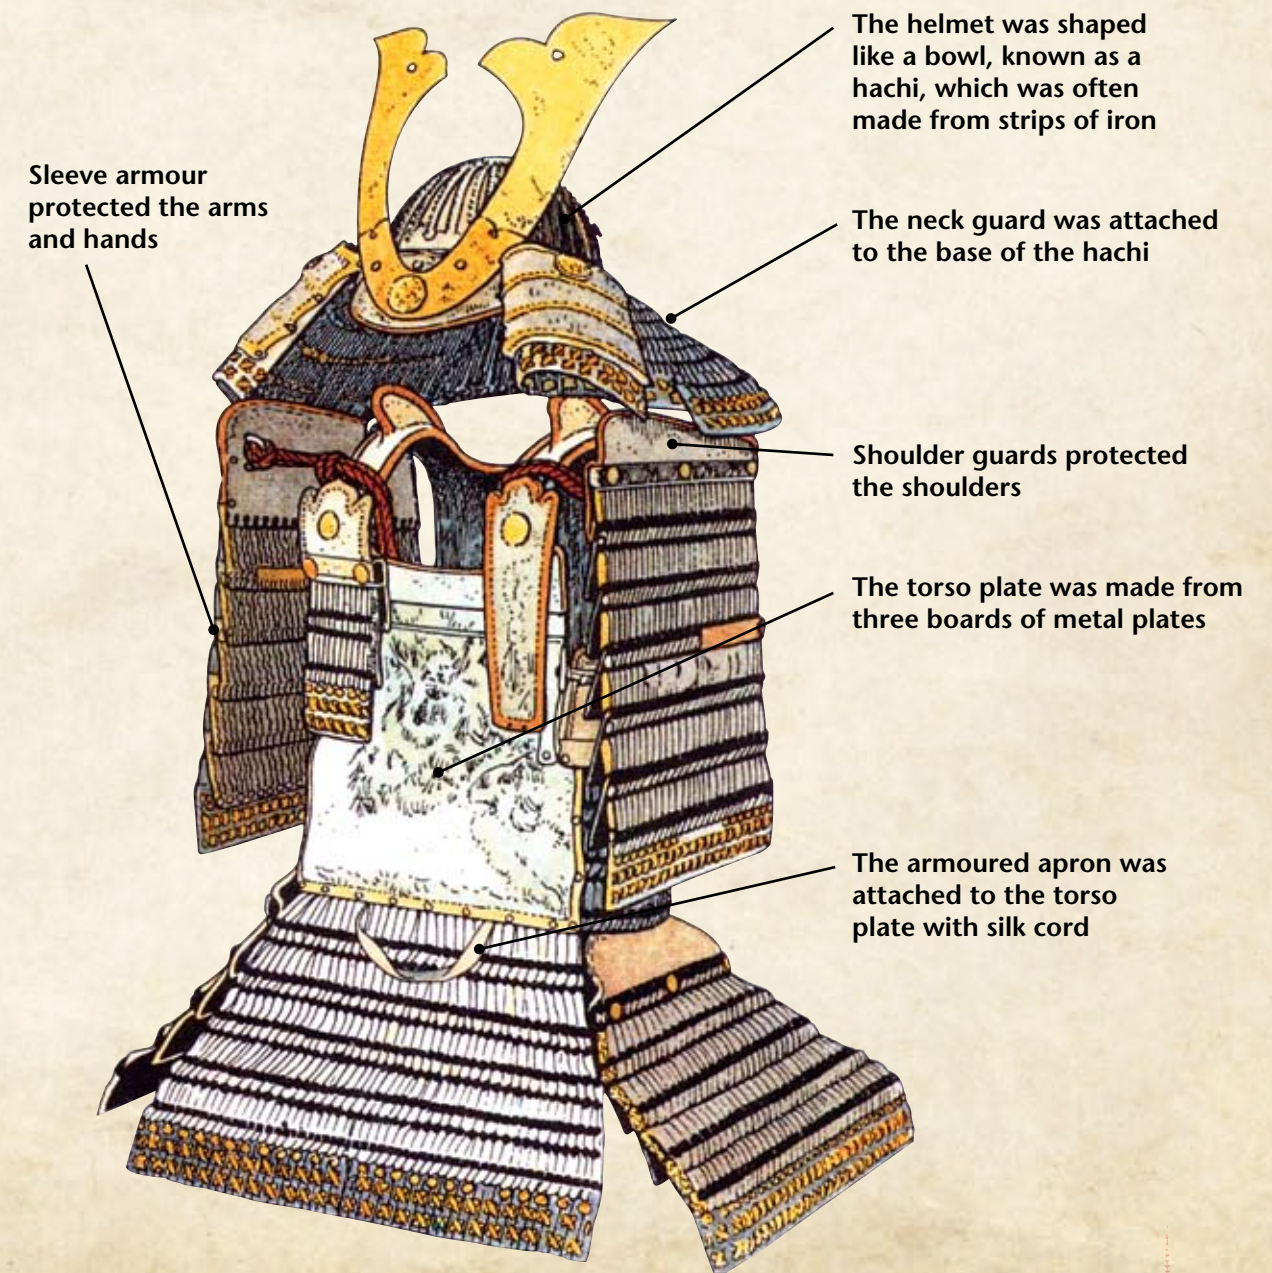 The helmet was shaped
like a bowl, known as a
hachi, which was often
made from strips of iron
Sleeve armour
protected the arms
and hands
The neck guard was attached
to the base of the hachi
Shoulder guards protected
the shoulders
The torso plate was made from
three boards of metal plates
The armoured apron was
attached to the torso
plate with silk cord